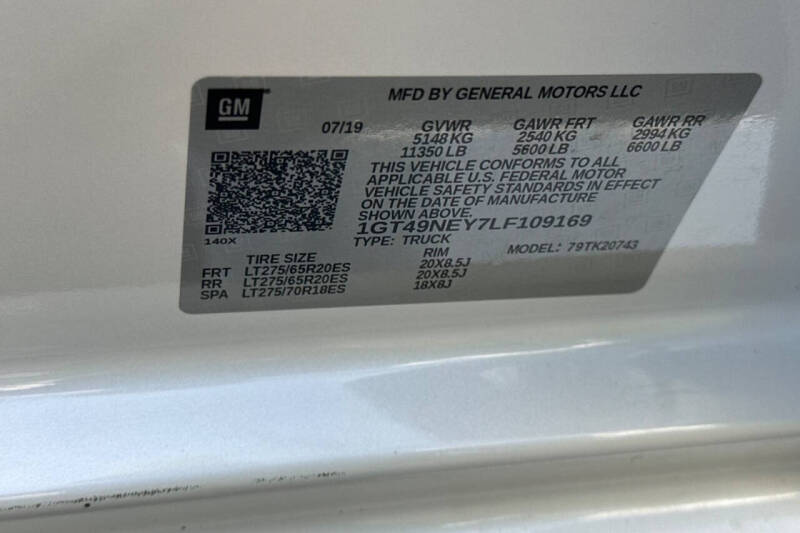 GM
MFD BY GENERAL MOTORS LLC
07/19 GVWR GAWR FRT GAWR RR
5148 KG 2540 KG 2994 KG
11350 LB 5600 LB 6600 LB
THIS VEHICLE CONFORMS TO ALL
APPLICABLE U.S. FEDERAL MOTOR
VEHICLE SAFETY STANDARDS IN EFFECT
ON THE DATE OF MANUFACTURE
SHOWN ABOVE.
1GT49NEY7LF109169
140X
TYPE: TRUCK MODEL: 79TK20743
TIRE SIZE RIM
FRT LT275/65R20ES 20X8.5J
RR LT275/65R20ES 20X8.5J
SPA LT275/70R18ES 18X8J